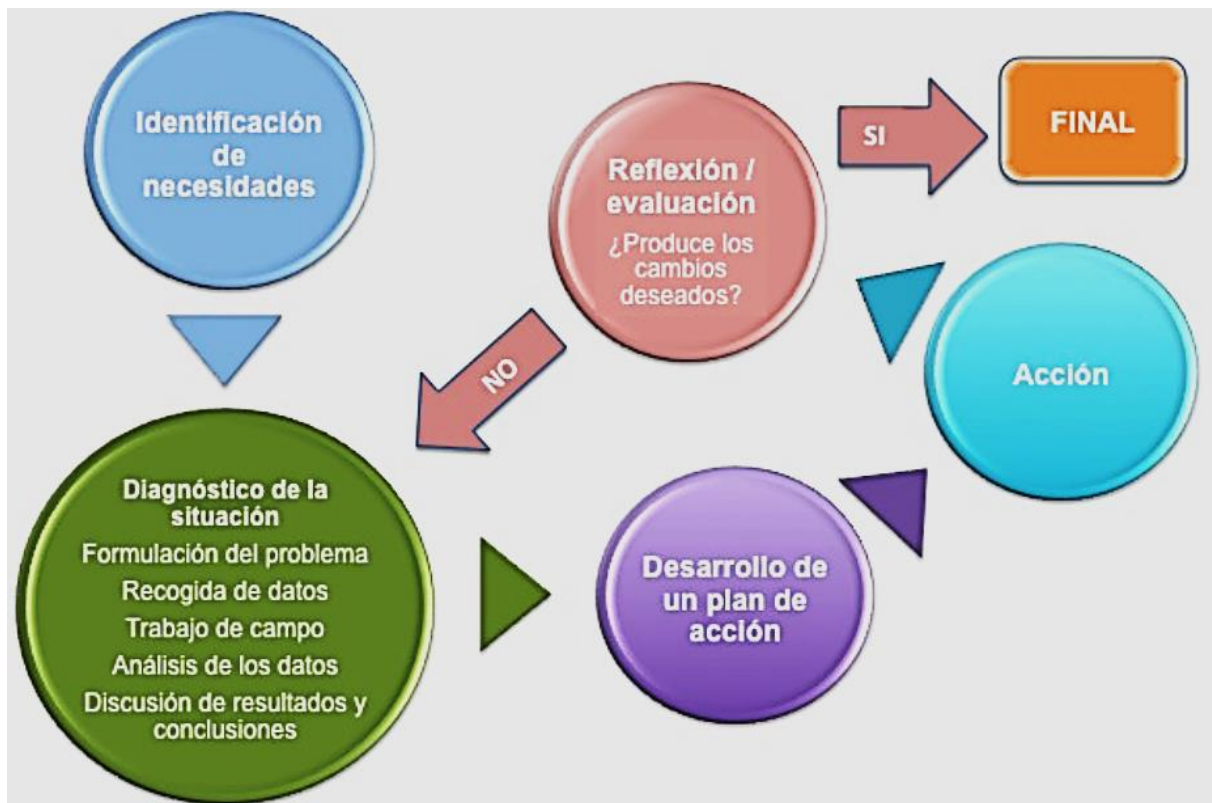 Identificación
de
necesidades
Diagnóstico de la
situación
Formulación del problema
Recogida de datos
Trabajo de campo
Análisis de los datos
Discusión de resultados y
conclusiones
Desarrollo de
un plan de
acción
Acción
Reflexión /
evaluación
¿Produce los
cambios
deseados?
NO
SI
FINAL